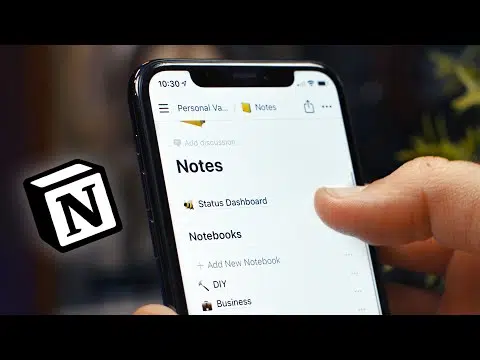 10:30
Personal Va... / Notes
Add discussion
Notes
Status Dashboard
Notebooks
+ Add New Notebook
DIY
Business
N